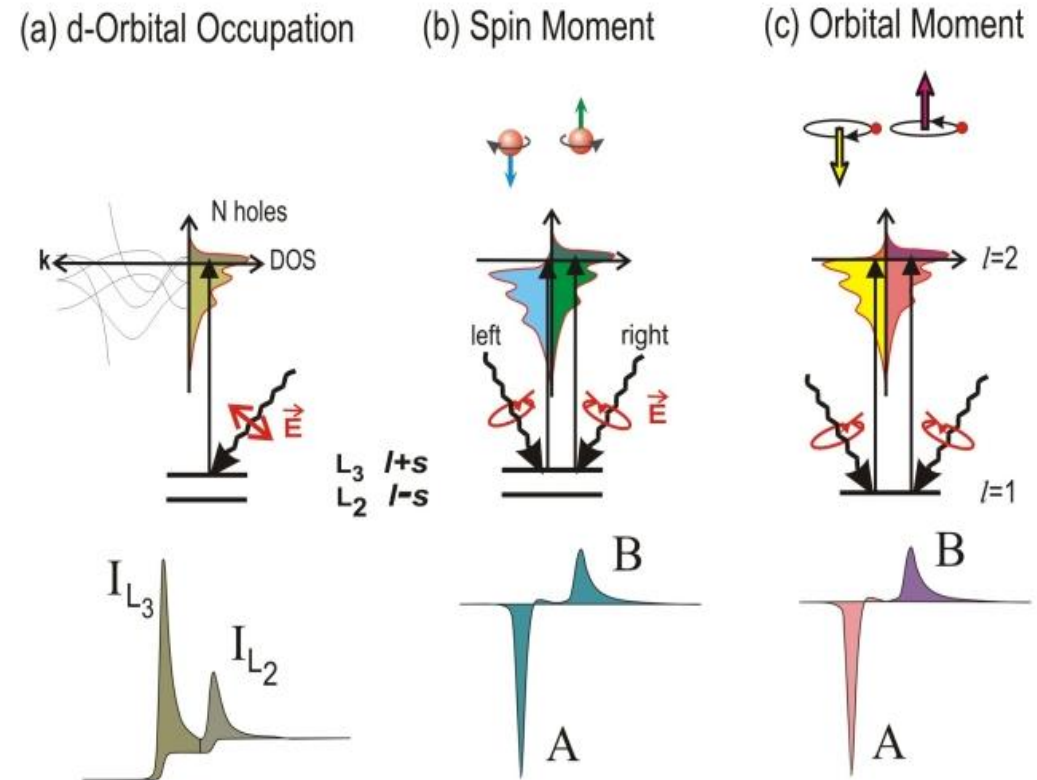 (a) d-Orbital Occupation
(b) Spin Moment
(c) Orbital Moment
N holes
k
DOS
E
L3 l+s
L2 l-s
left
right
E
l=2
l=1
IL3
IL2
B
A
B
A